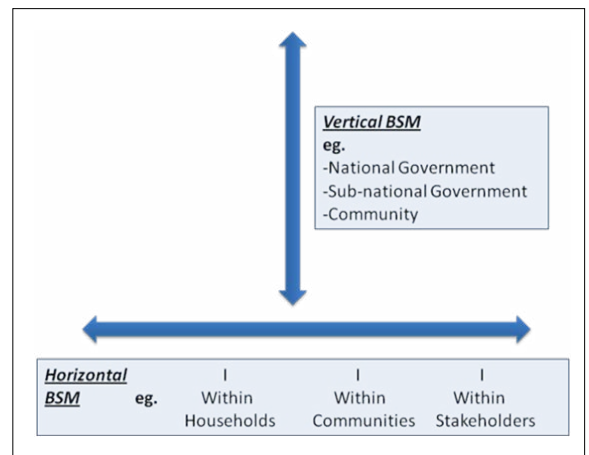 Vertical BSM
eg.
-National Government
-Sub-national Government
-Community
Horizontal | | |
BSM eg. Within Within Within
Households Communities Stakeholders